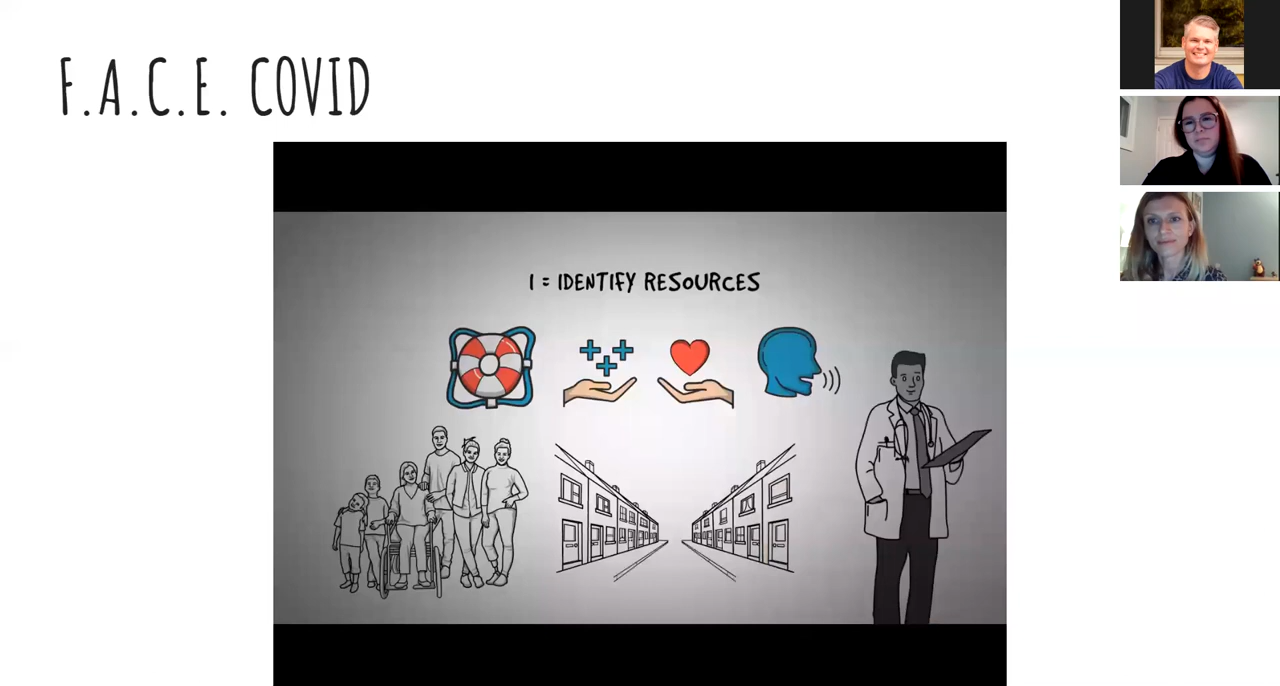 F.A.C.E. COVID
I = IDENTIFY RESOURCES